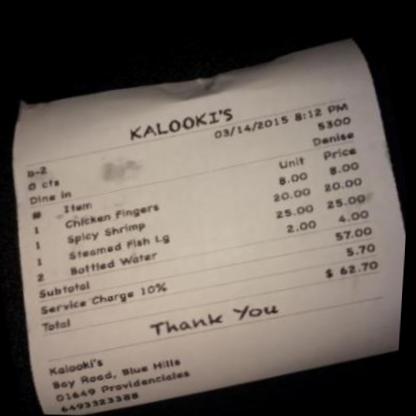 KALOOKI'S
03/14/2015 8:12 PM
b-2 5300
0 cts Denise
Dine in
# Item Unit Price
1 Chicken Fingers 8.00 8.00
1 Spicy Shrimp 20.00 20.00
1 Steamed Fish Lg 25.00 25.00
2 Bottled Water 2.00 4.00
Subtotal 57.00
Service Charge 10% 5.70
Total $ 62.70
Thank You
Kalooki's
Bay Road, Blue Hills
01649 Providenciales
6493323388